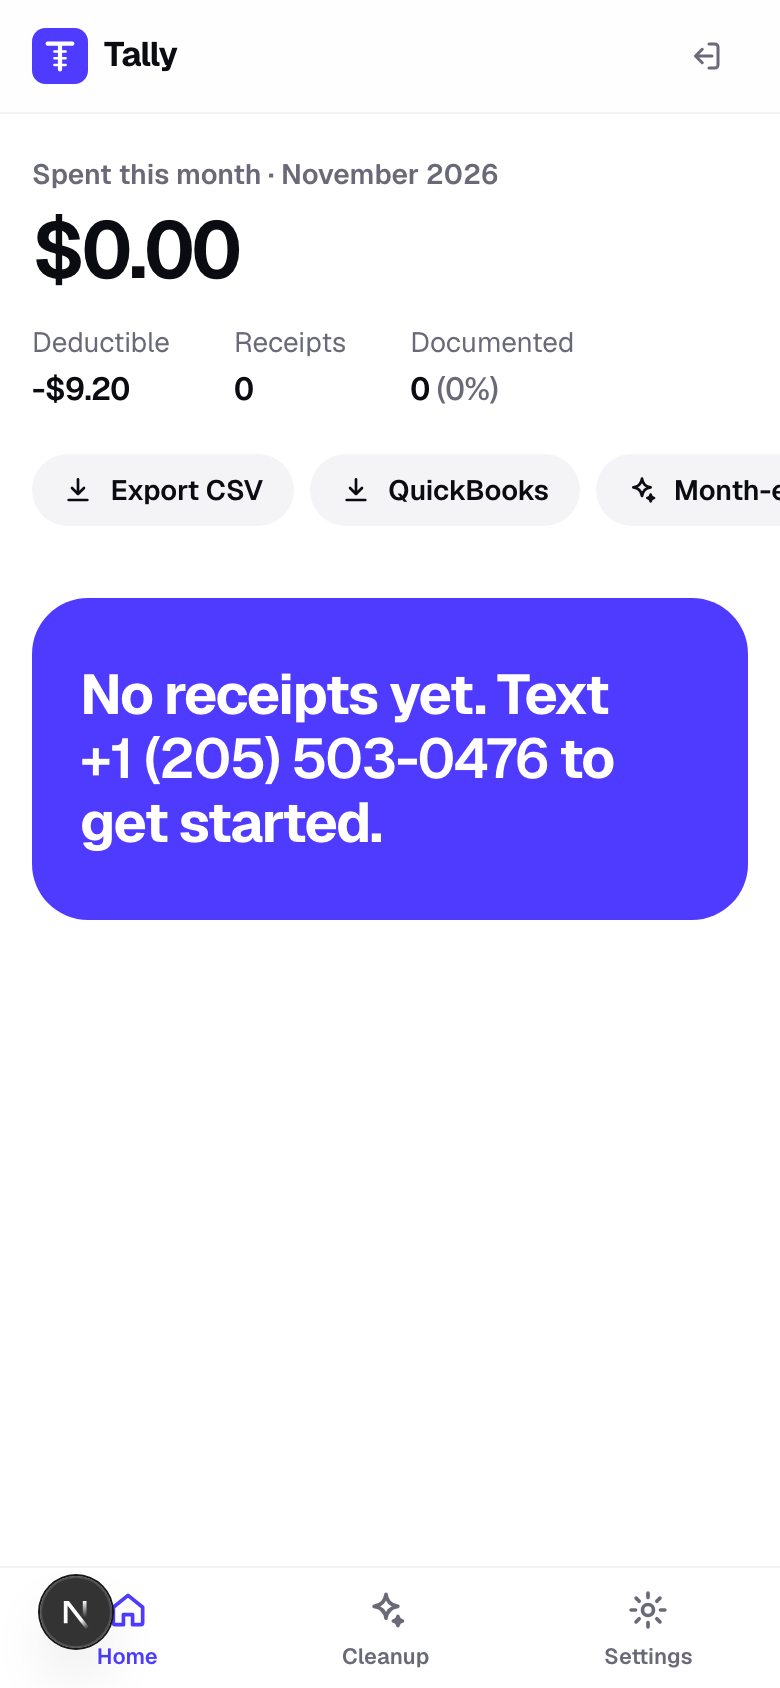 Tally
Spent this month · November 2026
$0.00
Deductible Receipts Documented
-$9.20 0 0 (0%)
Export CSV QuickBooks Month-e
No receipts yet. Text
+1 (205) 503-0476 to
get started.
N
Home Cleanup Settings